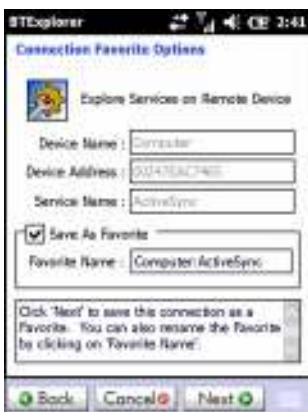 BTExplorer 2:41
Connection Favorite Options
Explore Services on Remote Device
Device Name : Computer
Device Address :
Service Name : ActiveSync
Save As Favorite
Favorite Name : Computer:ActiveSync
Click 'Next' to save this connection as a
Favorite. You can also rename the Favorite
by clicking on 'Favorite Name'.
Back Cancel Next